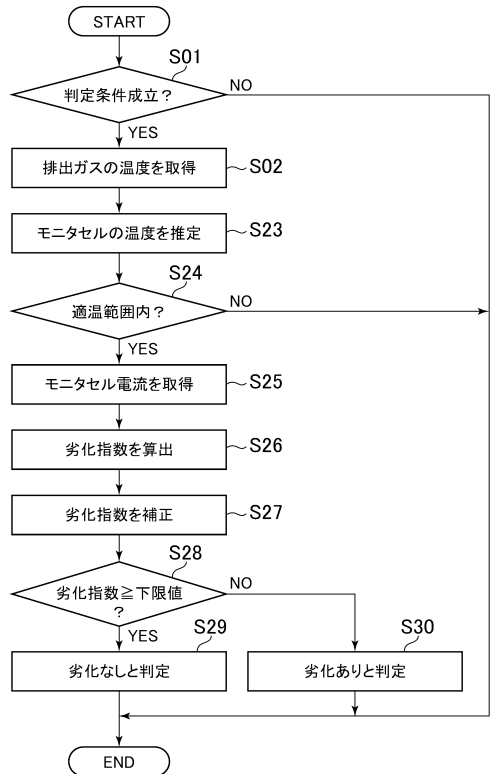 START
S01
判定条件成立？
NO
YES
排出ガスの温度を取得
S02
モニタセルの温度を推定
S23
S24
適温範囲内？
NO
YES
モニタセル電流を取得
S25
劣化指数を算出
S26
劣化指数を補正
S27
S28
劣化指数≧下限値
？
NO
YES
S29
劣化なしと判定
S30
劣化ありと判定
END